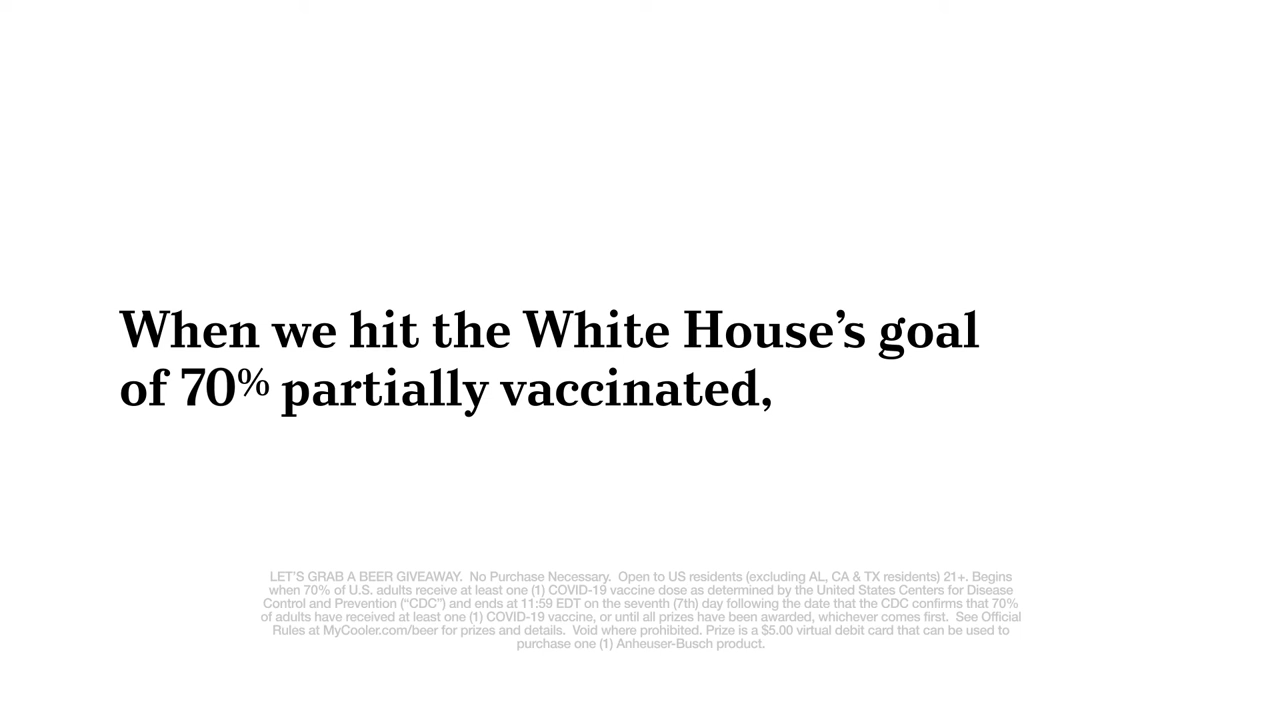 When we hit the White House’s goal
of 70% partially vaccinated,
LET’S GRAB A BEER GIVEAWAY.  No Purchase Necessary.  Open to US residents (excluding AL, CA & TX residents) 21+. Begins
when 70% of U.S. adults receive at least one (1) COVID-19 vaccine dose as determined by the United States Centers for Disease
Control and Prevention (“CDC”) and ends at 11:59 EDT on the seventh (7th) day following the date that the CDC confirms that 70%
of adults have received at least one (1) COVID-19 vaccine, or until all prizes have been awarded, whichever comes first.  See Official
Rules at MyCooler.com/beer for prizes and details.  Void where prohibited. Prize is a $5.00 virtual debit card that can be used to
purchase one (1) Anheuser-Busch product.